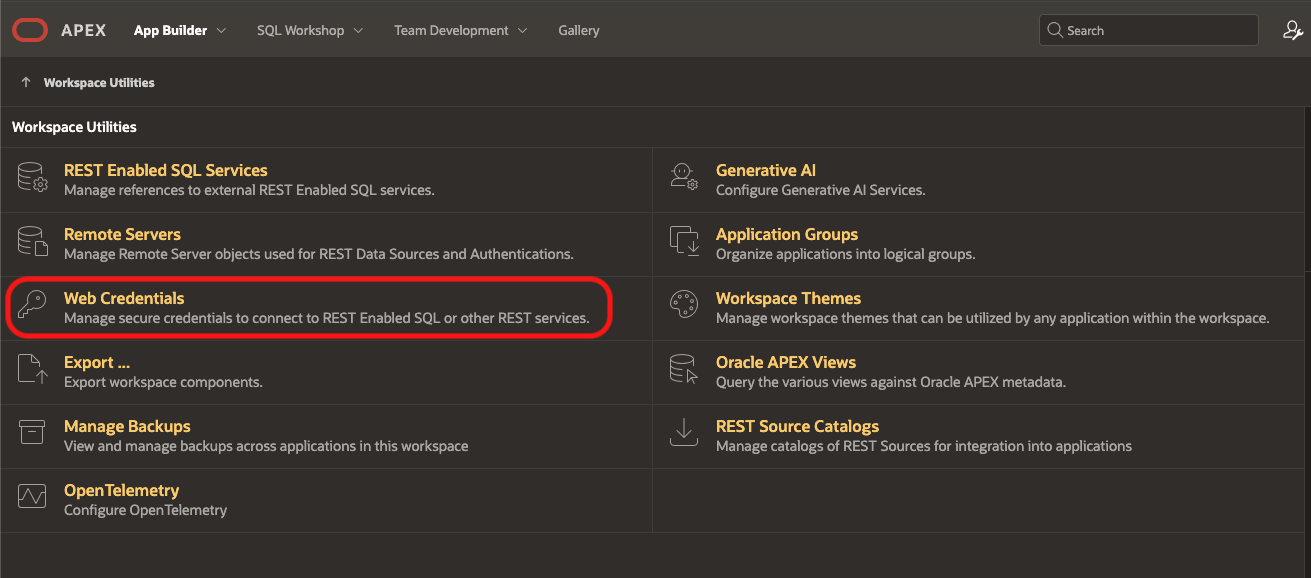 APEX App Builder SQL Workshop Team Development Gallery Search
Workspace Utilities
Workspace Utilities
REST Enabled SQL Services
Manage references to external REST Enabled SQL services.
Generative AI
Configure Generative AI Services.
Remote Servers
Manage Remote Server objects used for REST Data Sources and Authentications.
Application Groups
Organize applications into logical groups.
Web Credentials
Manage secure credentials to connect to REST Enabled SQL or other REST services.
Workspace Themes
Manage workspace themes that can be utilized by any application within the workspace.
Export ...
Export workspace components.
Oracle APEX Views
Query the various views against Oracle APEX metadata.
Manage Backups
View and manage backups across applications in this workspace
REST Source Catalogs
Manage catalogs of REST Sources for integration into applications
OpenTelemetry
Configure OpenTelemetry